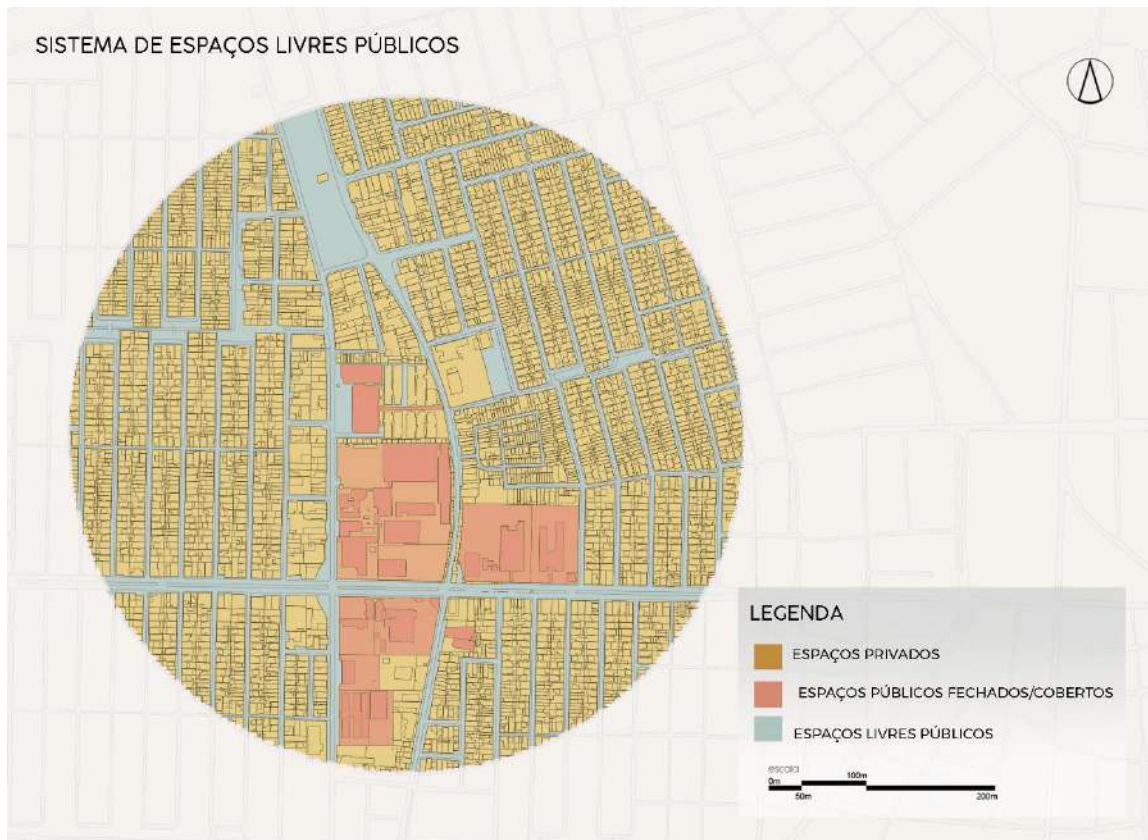 SISTEMA DE ESPAÇOS LIVRES PÚBLICOS
LEGENDA
ESPAÇOS PRIVADOS
ESPAÇOS PÚBLICOS FECHADOS/COBERTOS
ESPAÇOS LIVRES PÚBLICOS
escala
0m 100m
50m 200m